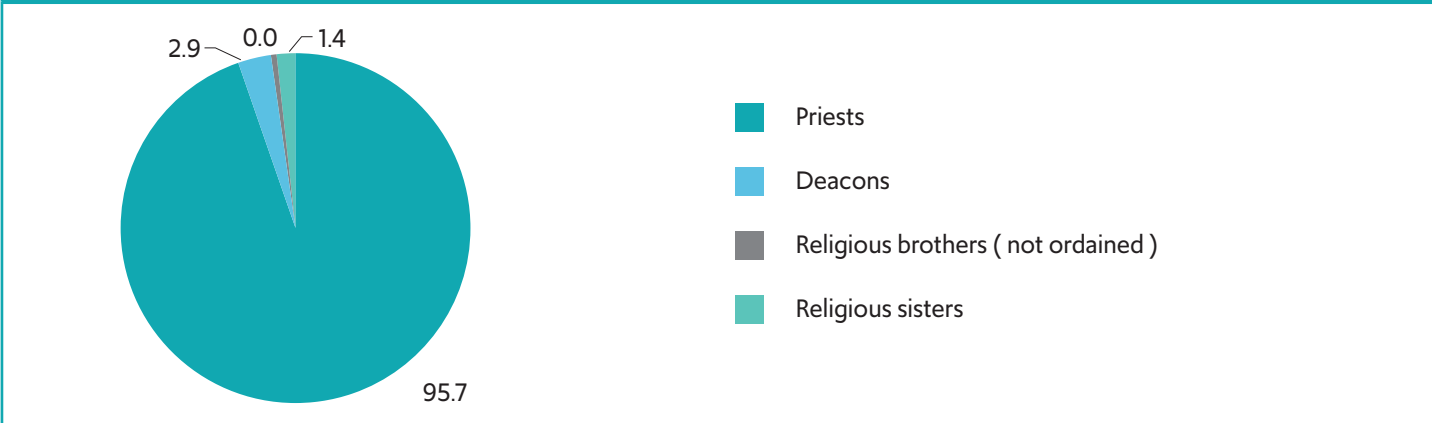 2.9
0.0
1.4
95.7
Priests
Deacons
Religious brothers ( not ordained )
Religious sisters